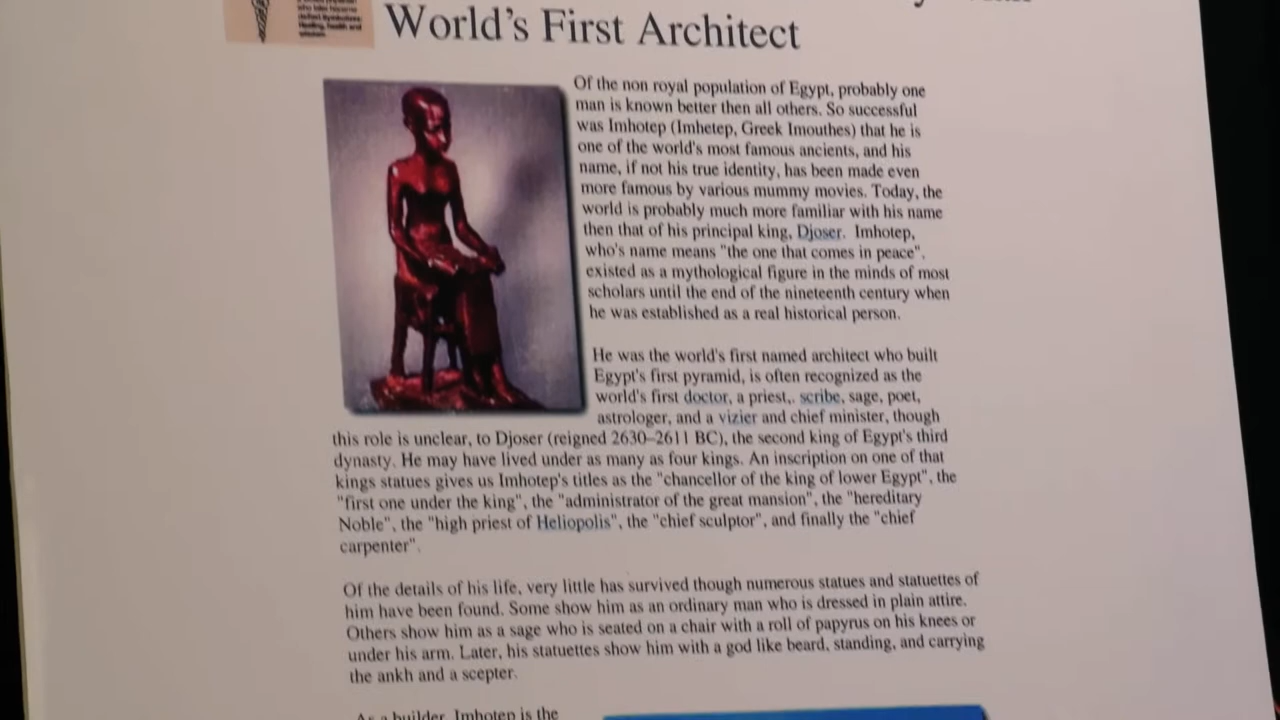 who later became
deified Symbolizes
Healing, health and
wisdom.
World's First Architect
Of the non royal population of Egypt, probably one
man is known better then all others. So successful
was Imhotep (Imhetep, Greek Imouthes) that he is
one of the world's most famous ancients, and his
name, if not his true identity, has been made even
more famous by various mummy movies. Today, the
world is probably much more familiar with his name
then that of his principal king, Djoser. Imhotep,
who's name means "the one that comes in peace".
existed as a mythological figure in the minds of most
scholars until the end of the nineteenth century when
he was established as a real historical person.
He was the world's first named architect who built
Egypt's first pyramid, is often recognized as the
world's first doctor, a priest,. scribe, sage, poet,
astrologer, and a vizier and chief minister, though
this role is unclear, to Djoser (reigned 2630–2611 BC), the second king of Egypt's third
dynasty. He may have lived under as many as four kings. An inscription on one of that
kings statues gives us Imhotep's titles as the "chancellor of the king of lower Egypt", the
"first one under the king", the "administrator of the great mansion", the "hereditary
Noble", the "high priest of Heliopolis", the "chief sculptor", and finally the "chief
carpenter".
Of the details of his life, very little has survived though numerous statues and statuettes of
him have been found. Some show him as an ordinary man who is dressed in plain attire.
Others show him as a sage who is seated on a chair with a roll of papyrus on his knees or
under his arm. Later, his statuettes show him with a god like beard, standing, and carrying
the ankh and a scepter.
As a builder, Imhotep is the